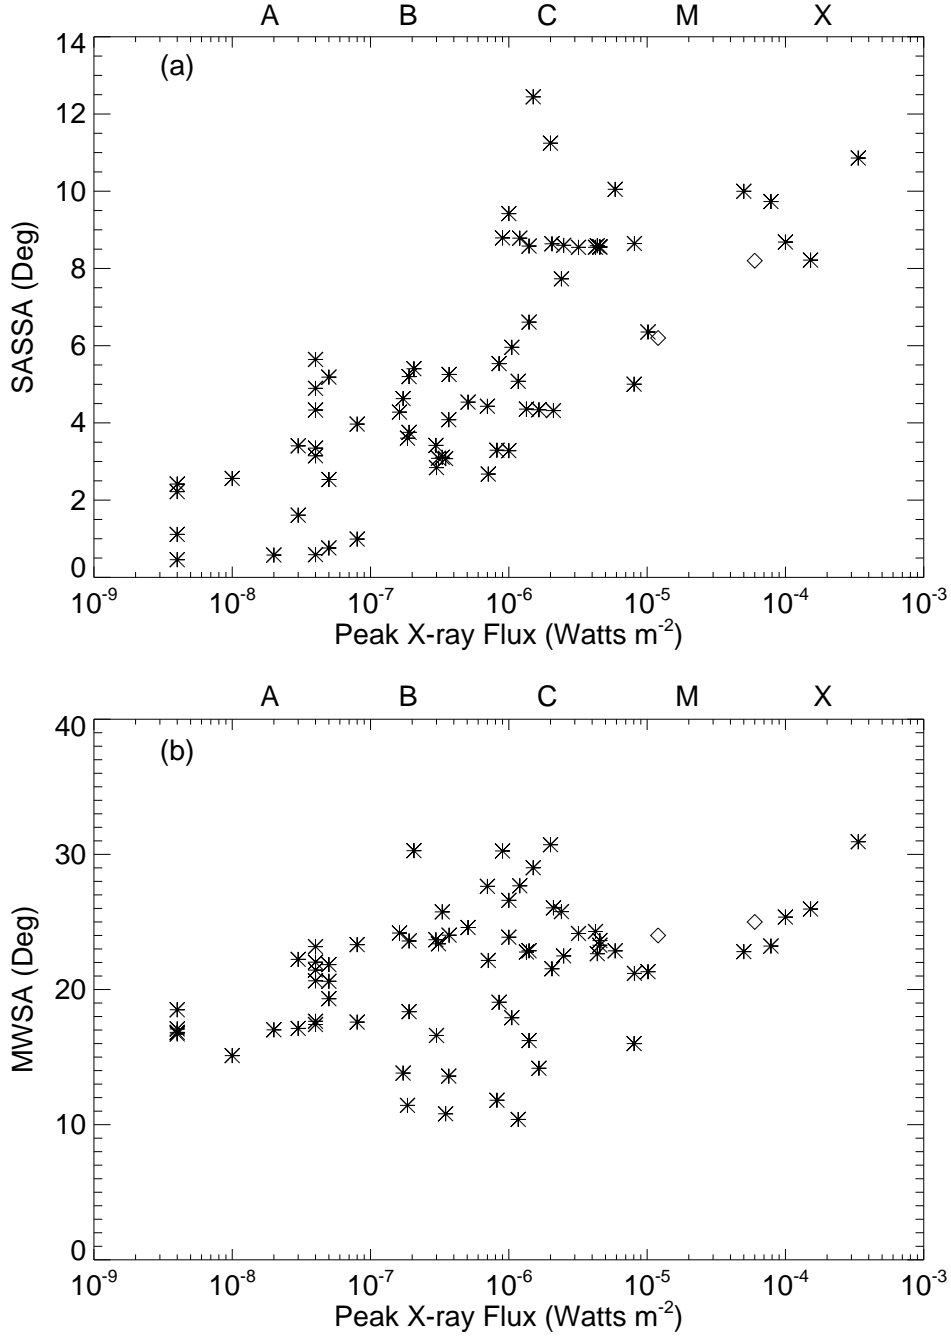 A B C M X
14
(a)
12
10
8
6
4
2
0
SASSA (Deg)
10^-9 10^-8 10^-7 10^-6 10^-5 10^-4 10^-3
Peak X-ray Flux (Watts m^-2)
A B C M X
40
(b)
30
20
10
0
MWSA (Deg)
10^-9 10^-8 10^-7 10^-6 10^-5 10^-4 10^-3
Peak X-ray Flux (Watts m^-2)